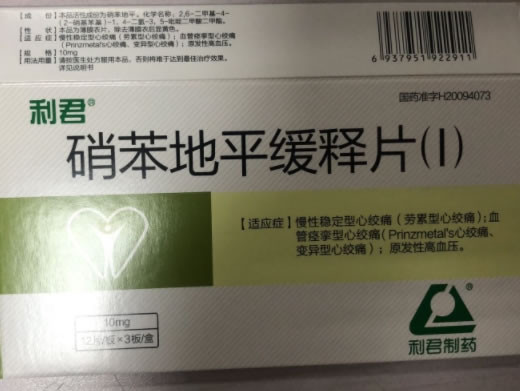 【成    份】本品活性成份为硝苯地平。化学名称：2,6-二甲基-4-
(2-硝基苯基)-1，4-二氢-3，5-吡啶二甲酸二甲酯。
【性    状】本品为薄膜衣片，除去薄膜衣后显黄色。
【适 应 症】慢性稳定型心绞痛（劳累型心绞痛）；血管痉挛型心绞痛
（Prinzmetal's心绞痛、变异型心绞痛）；原发性高血压。
【规    格】10mg
【用法用量】请按医生处方服用本品，否则将难于达到最佳治疗效果。
详见说明书
6 937951 922911
利君®
国药准字H20094073
硝苯地平缓释片(I)
【适应症】慢性稳定型心绞痛（劳累型心绞痛）；血
管痉挛型心绞痛（Prinzmetal's心绞痛、
变异型心绞痛）；原发性高血压。
10mg
12片/板×3板/盒
®
利君制药